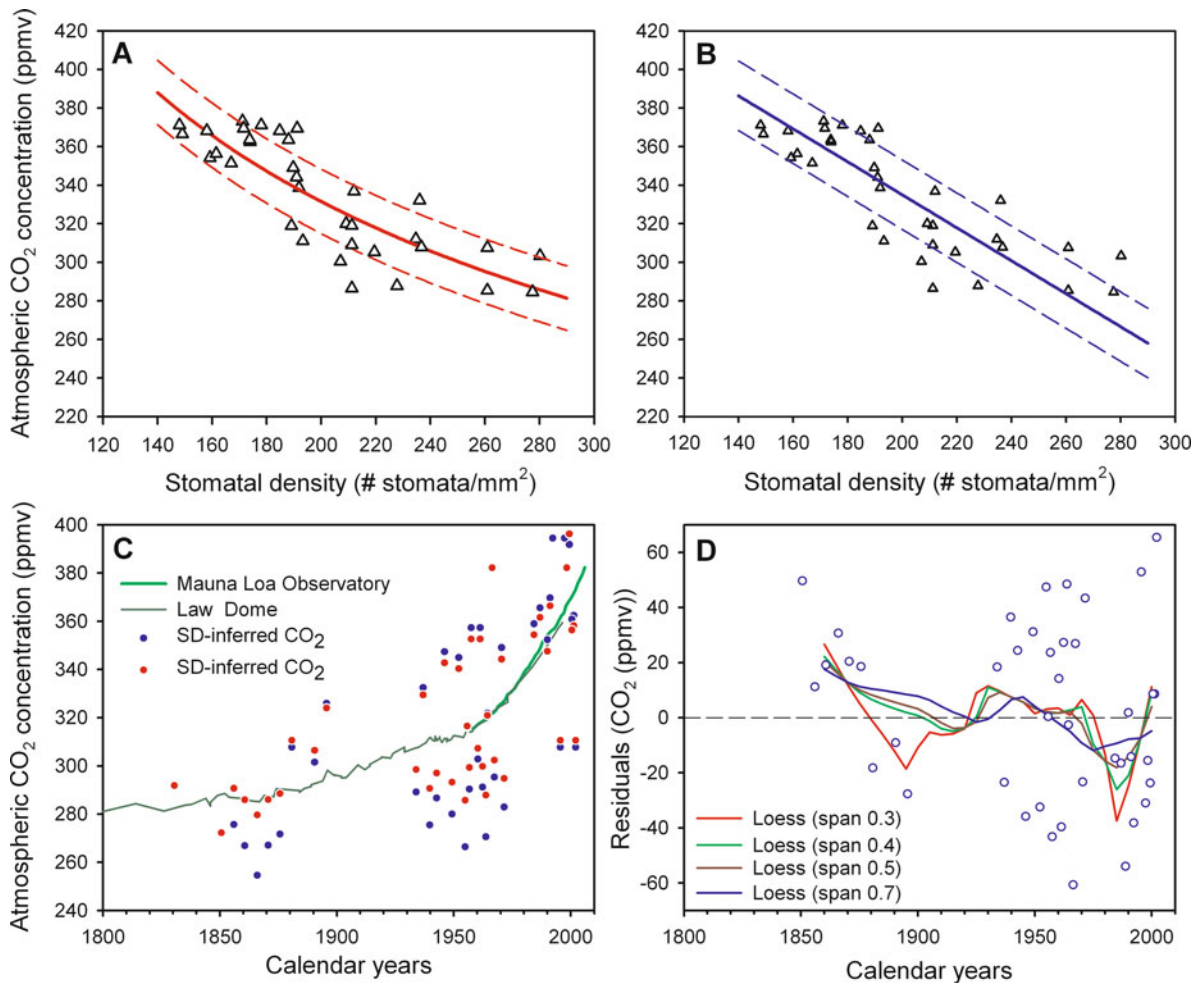 A
B
Atmospheric CO2 concentration (ppmv)
420
400
380
360
340
320
300
280
260
240
220
120 140 160 180 200 220 240 260 280 300
Stomatal density (# stomata/mm²)
420
400
380
360
340
320
300
280
260
240
220
120 140 160 180 200 220 240 260 280 300
Stomatal density (# stomata/mm²)
C
Mauna Loa Observatory
Law Dome
SD-inferred CO2
SD-inferred CO2
Atmospheric CO2 concentration (ppmv)
400
380
360
340
320
300
280
260
240
1800 1850 1900 1950 2000
Calendar years
D
Residuals (CO2 (ppmv))
60
40
20
0
-20
-40
-60
Loess (span 0.3)
Loess (span 0.4)
Loess (span 0.5)
Loess (span 0.7)
1800 1850 1900 1950 2000
Calendar years